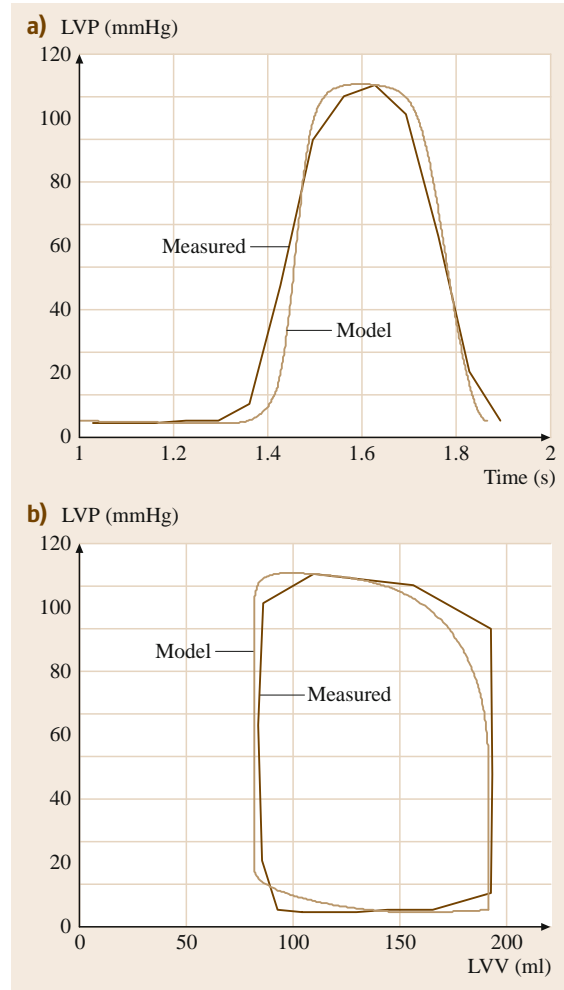 a) LVP (mmHg)
120
100
80
60
40
20
0
Measured
Model
1 1.2 1.4 1.6 1.8 2
Time (s)
b) LVP (mmHg)
120
100
80
60
40
20
0
Model
Measured
0 50 100 150 200
LVV (ml)